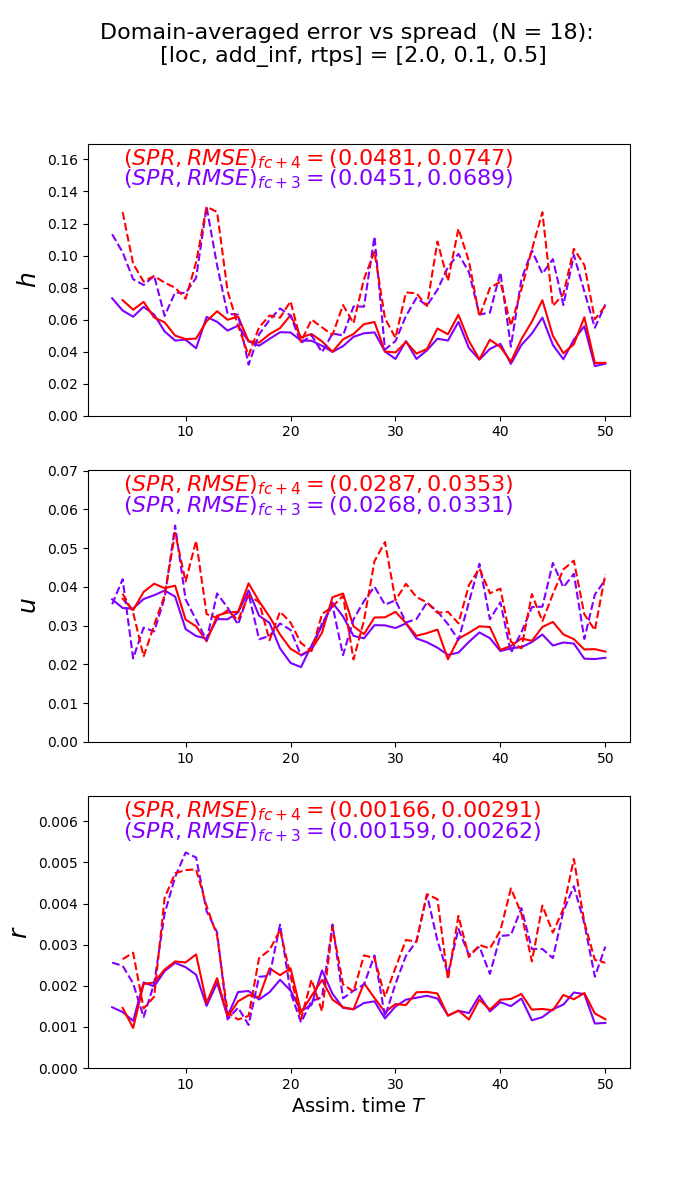 Domain-averaged error vs spread (N = 18):
[loc, add_inf, rtps] = [2.0, 0.1, 0.5]
(SPR, RMSE)fc+4 = (0.0481, 0.0747)
(SPR, RMSE)fc+3 = (0.0451, 0.0689)
0.16
0.14
0.12
0.10
0.08
0.06
0.04
0.02
0.00
h
10 20 30 40 50
(SPR, RMSE)fc+4 = (0.0287, 0.0353)
(SPR, RMSE)fc+3 = (0.0268, 0.0331)
0.07
0.06
0.05
0.04
0.03
0.02
0.01
0.00
u
10 20 30 40 50
(SPR, RMSE)fc+4 = (0.00166, 0.00291)
(SPR, RMSE)fc+3 = (0.00159, 0.00262)
0.006
0.005
0.004
0.003
0.002
0.001
0.000
r
10 20 30 40 50
Assim. time T